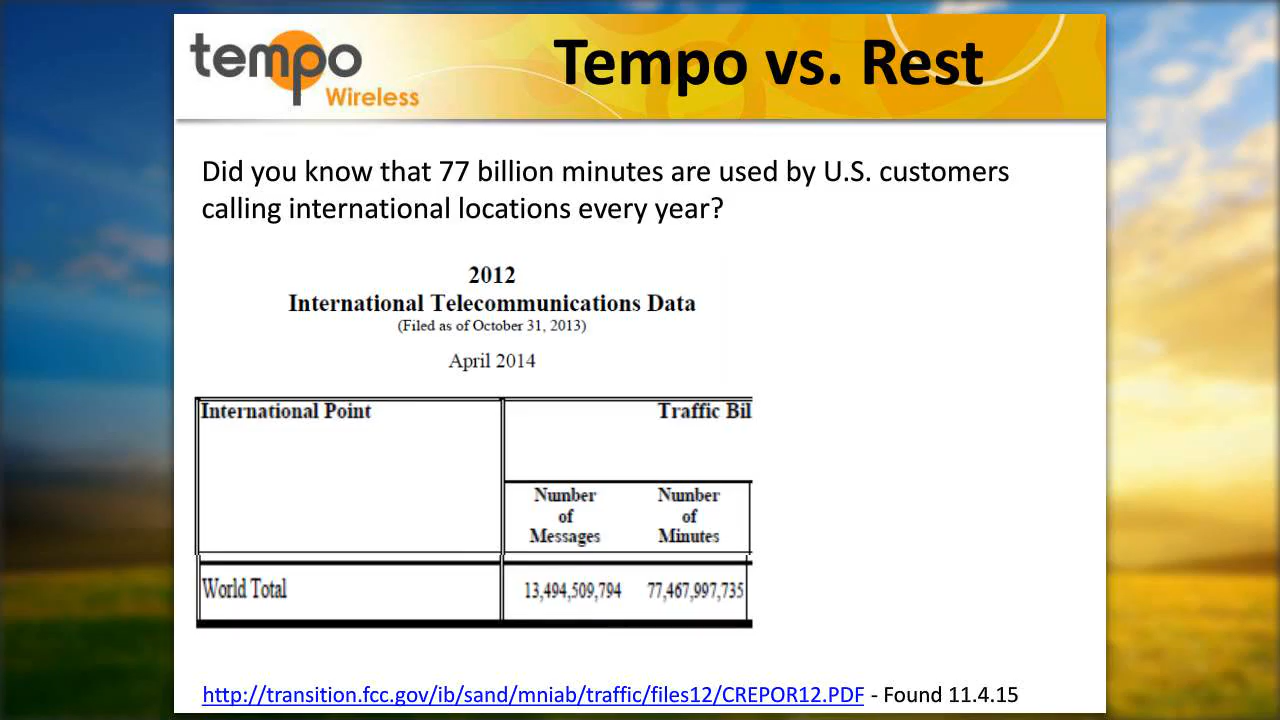 tempo
Wireless
Tempo vs. Rest
Did you know that 77 billion minutes are used by U.S. customers
calling international locations every year?
2012
International Telecommunications Data
(Filed as of October 31, 2013)
April 2014
International Point
Traffic Bil
Number
of
Messages
Number
of
Minutes
World Total 13,494,509,794 77,467,997,735
http://transition.fcc.gov/ib/sand/mniab/traffic/files12/CREPOR12.PDF - Found 11.4.15